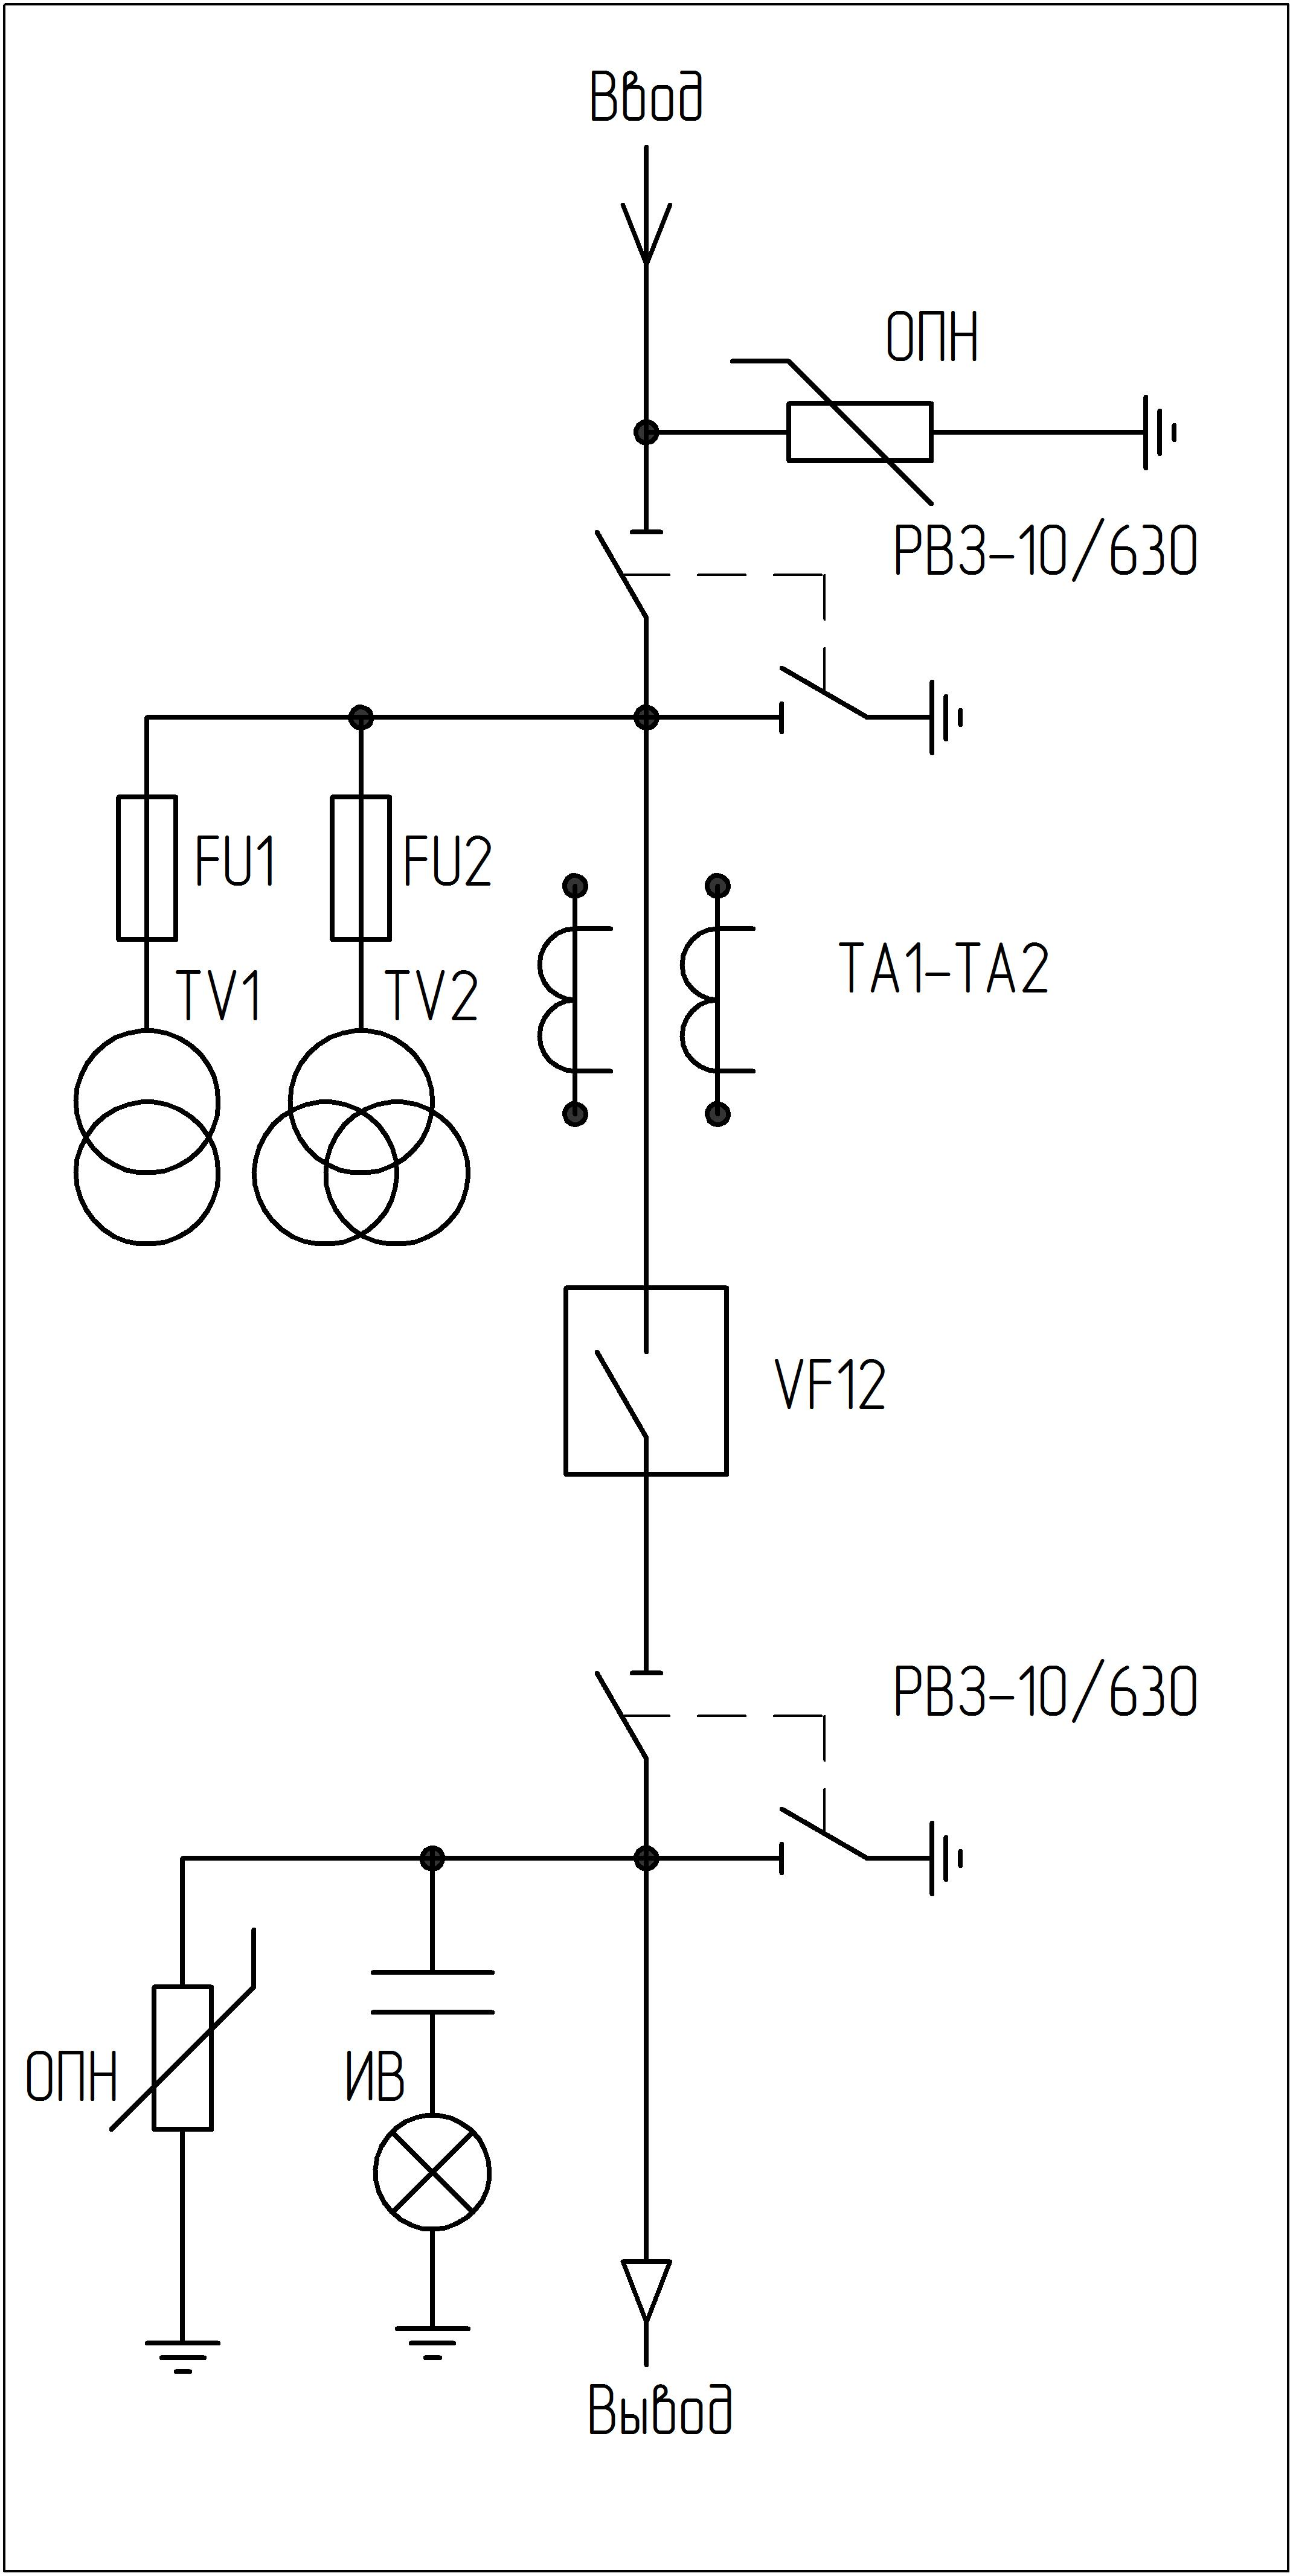 Ввод
ОПН
РВЗ-10/630
FU1
FU2
TV1
TV2
TA1-TA2
VF12
РВЗ-10/630
ОПН
ИВ
Вывод